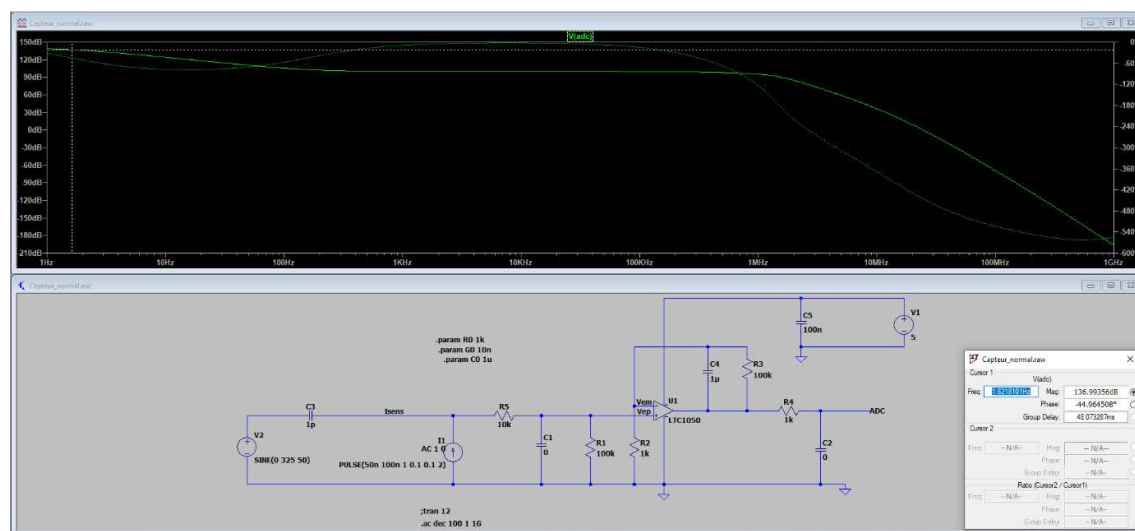 Capteur_normal.raw
V(adc)
150dB
120dB
90dB
60dB
30dB
0dB
-30dB
-60dB
-90dB
-120dB
-150dB
-180dB
-210dB
1Hz 10Hz 100Hz 1KHz 10KHz 100KHz 1MHz 10MHz 100MHz 1GHz
-60
-120
-180
-240
-300
-360
-420
-480
-540
-600
Capteur_normal.asc
.param R0 1k
.param G0 10n
.param C0 1u
C3
1p
V2
SINE(0 325 50)
Isens
I1
AC 1 0
PULSE(50n 100n 1 0.1 0.1 2)
R5
10k
C1
0
R1
100k
R2
1k
Vem
Vep
U1
LTC1050
C4
1µ
R3
100k
R4
1k
ADC
C2
0
C5
100n
V1
5
;tran 12
.ac dec 100 1 1G
Capteur_normal.raw
Cursor 1
V(adc)
Freq: 1.6218101Hz Mag: 136.99356dB
Phase: -44.964508°
Group Delay: 48.073287ms
Cursor 2
Freq: -- N/A-- Mag: -- N/A--
Phase: -- N/A--
Group Delay: -- N/A--
Ratio (Cursor2 / Cursor1)
Freq: -- N/A-- Mag: -- N/A--
Phase: -- N/A--
Group Delay: -- N/A--